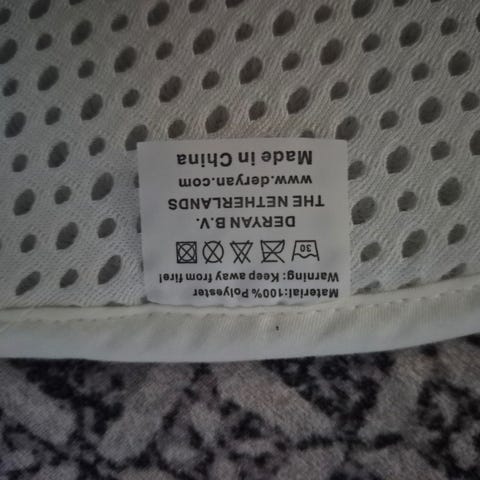 Material:100% Polyester
Warning: Keep away from fire!
30
DERYAN B.V.
THE NETHERLANDS
www.deryan.com
Made in China